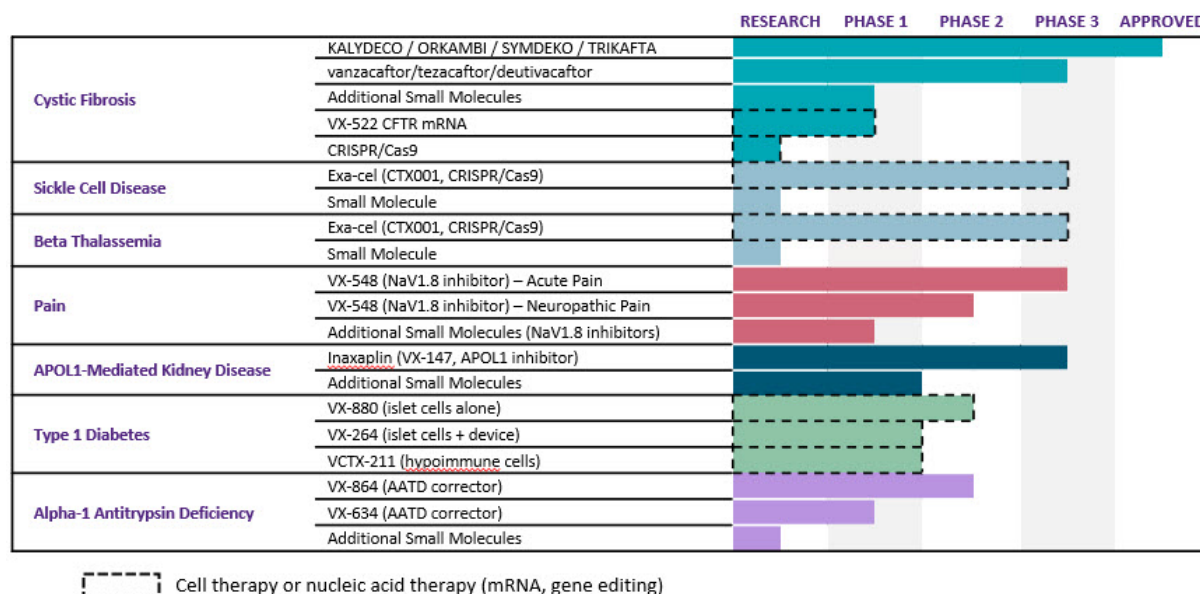 RESEARCH PHASE 1 PHASE 2 PHASE 3 APPROVED
KALYDECO / ORKAMBI / SYMDEKO / TRIKAFTA
vanzacaftor/tezacaftor/deutivacaftor
Cystic Fibrosis
Additional Small Molecules
VX-522 CFTR mRNA
CRISPR/Cas9
Sickle Cell Disease
Exa-cel (CTX001, CRISPR/Cas9)
Small Molecule
Beta Thalassemia
Exa-cel (CTX001, CRISPR/Cas9)
Small Molecule
Pain
VX-548 (NaV1.8 inhibitor) – Acute Pain
VX-548 (NaV1.8 inhibitor) – Neuropathic Pain
Additional Small Molecules (NaV1.8 inhibitors)
APOL1-Mediated Kidney Disease
Inaxaplin (VX-147, APOL1 inhibitor)
Additional Small Molecules
Type 1 Diabetes
VX-880 (islet cells alone)
VX-264 (islet cells + device)
VCTX-211 (hypoimmune cells)
Alpha-1 Antitrypsin Deficiency
VX-864 (AATD corrector)
VX-634 (AATD corrector)
Additional Small Molecules
Cell therapy or nucleic acid therapy (mRNA, gene editing)